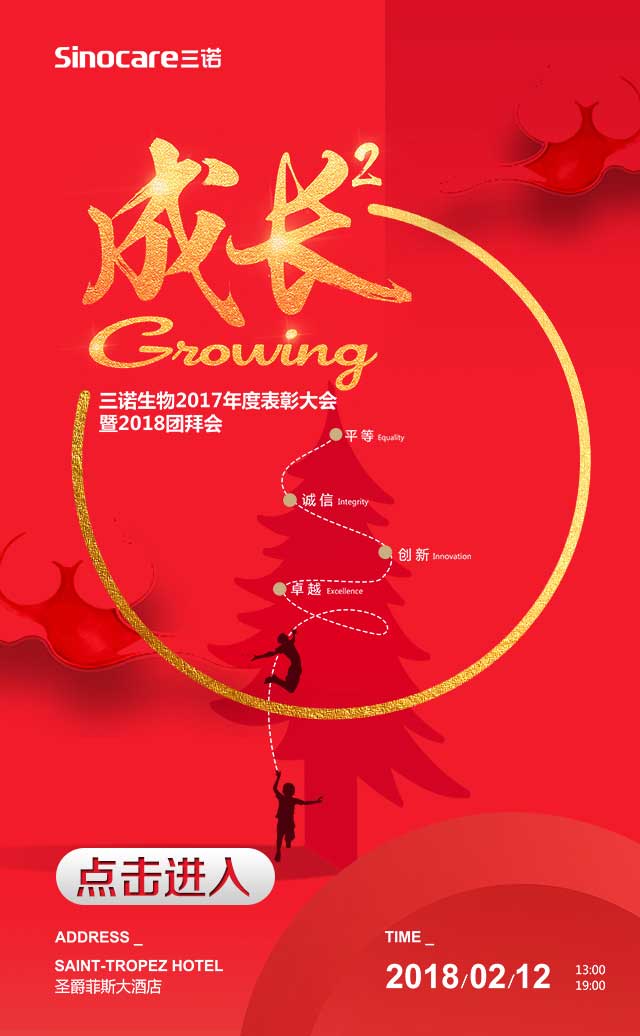 Sinocare三诺
成长2
Growing
三诺生物2017年度表彰大会
暨2018团拜会
平等 Equality
诚信 Integrity
创新 Innovation
卓越 Excellence
点击进入
ADDRESS _
SAINT-TROPEZ HOTEL
圣爵菲斯大酒店
TIME _
2018/02/12
13:00
19:00